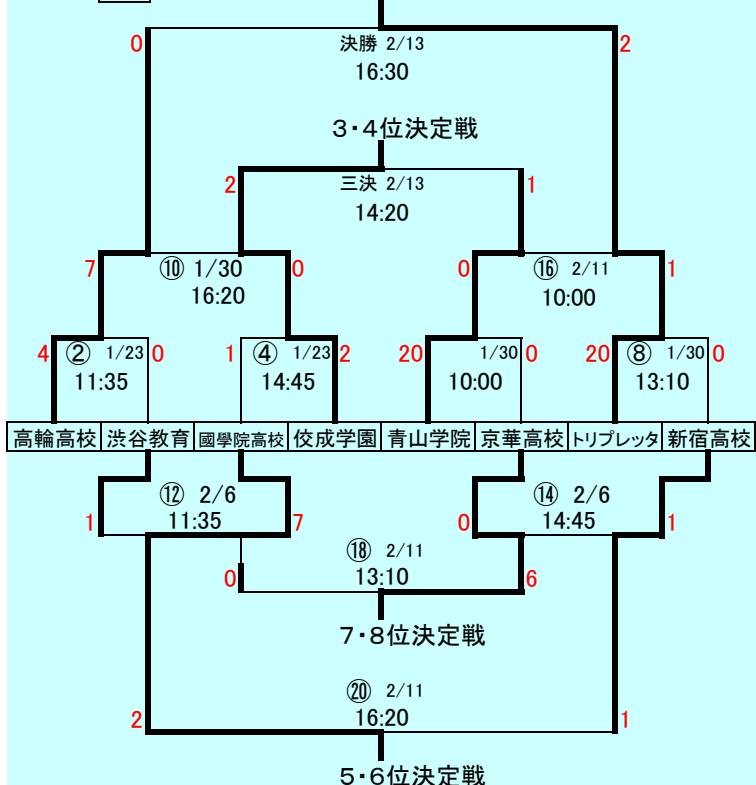 0 決勝 2/13 2
16:30
3・4位決定戦
2 三決 2/13 1
14:20
7 ⑩ 1/30 0 0 ⑯ 2/11 1
16:20 10:00
4 ② 1/23 0 1 ④ 1/23 2 20 1/30 0 20 ⑧ 1/30 0
11:35 14:45 10:00 13:10
高輪高校 渋谷教育 國學院高校 佼成学園 青山学院 京華高校 トリプレッタ 新宿高校
⑫ 2/6 ⑭ 2/6
1 11:35 7 0 14:45 1
⑱ 2/11
0 13:10 6
7・8位決定戦
⑳ 2/11
2 16:20 1
5・6位決定戦